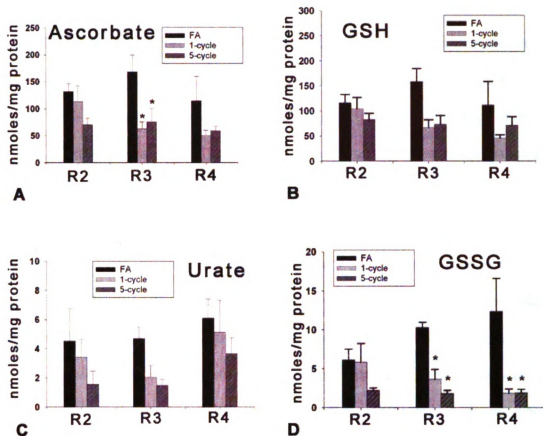 Ascorbate
nmoles/mg protein
250
200
150
100
50
0
FA
1-cycle
5-cycle
*
*
R2
R3
R4
A
GSH
nmoles/mg protein
300
250
200
150
100
50
0
FA
1-cycle
5-cycle
R2
R3
R4
B
Urate
nmoles/mg protein
8
6
4
2
0
FA
1-cycle
5-cycle
R2
R3
R4
C
GSSG
nmoles/mg protein
20
15
10
5
0
FA
1-cycle
5-cycle
*
*
* *
R2
R3
R4
D